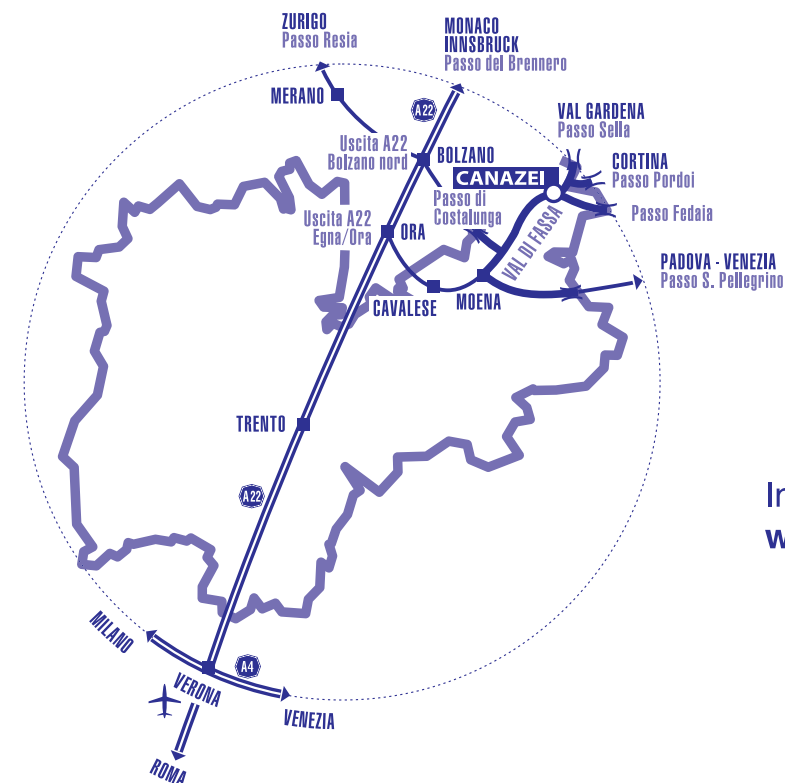 ZURIGO
Passo Resia
MONACO
INNSBRUCK
Passo del Brennero
MERANO
A22
VAL GARDENA
Passo Sella
Uscita A22
Bolzano nord
BOLZANO
CORTINA
Passo Pordoi
CANAZEI
Passo di
Costalunga
Passo Fedaia
Uscita A22
Egna/Ora
ORA
VAL DI FASSA
PADOVA - VENEZIA
Passo S. Pellegrino
CAVALESE
MOENA
TRENTO
A22
MILANO
A4
VERONA
VENEZIA
ROMA